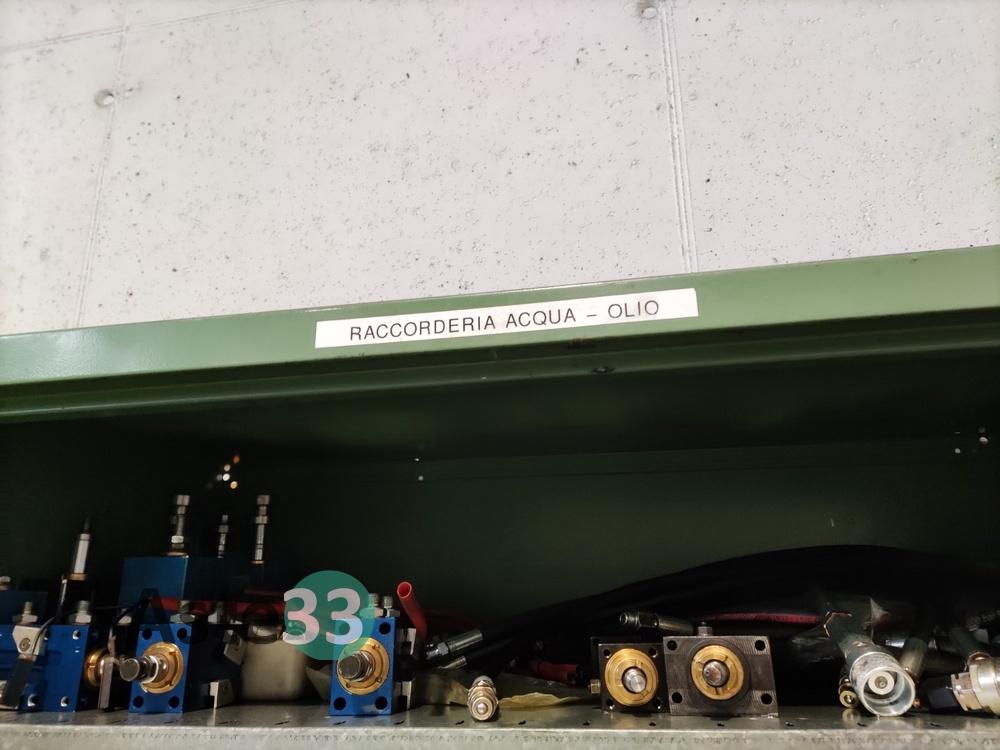 RACCORDERIA ACQUA – OLIO
33